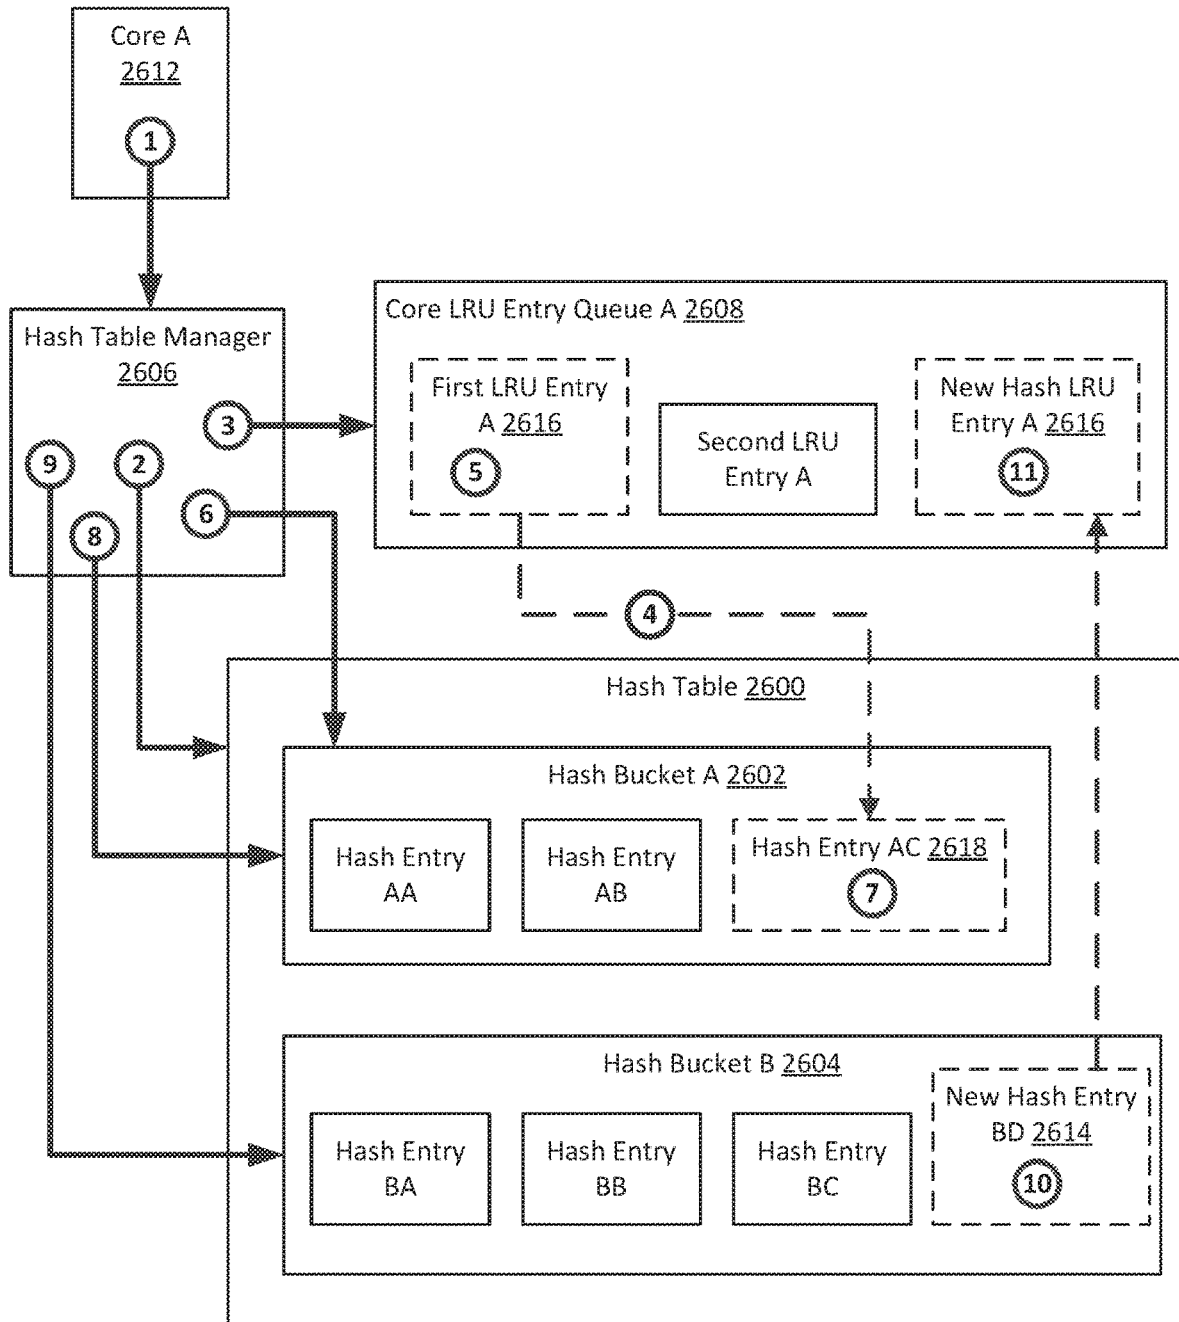 Core A
2612
1
Hash Table Manager
2606
3
9
2
6
8
Core LRU Entry Queue A 2608
First LRU Entry
A 2616
5
Second LRU
Entry A
New Hash LRU
Entry A 2616
11
4
Hash Table 2600
Hash Bucket A 2602
Hash Entry
AA
Hash Entry
AB
Hash Entry AC 2618
7
Hash Bucket B 2604
Hash Entry
BA
Hash Entry
BB
Hash Entry
BC
New Hash Entry
BD 2614
10